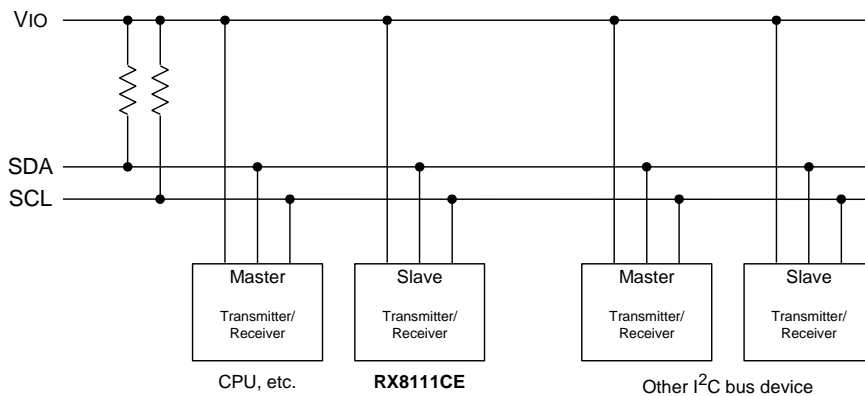 VIO
SDA
SCL
Master
Transmitter/
Receiver
Slave
Transmitter/
Receiver
Master
Transmitter/
Receiver
Slave
Transmitter/
Receiver
CPU, etc.
RX8111CE
Other I²C bus device